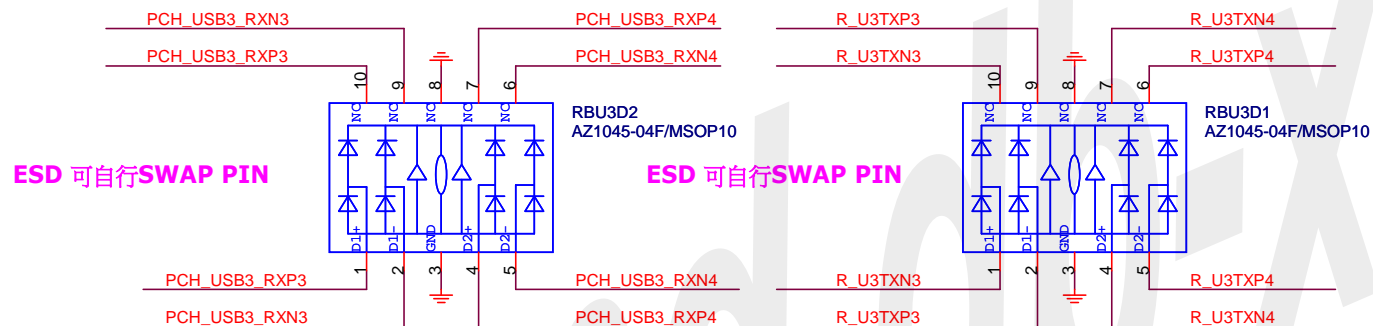 PCH_USB3_RXN3 PCH_USB3_RXP4 R_U3TXP3 R_U3TXN4
PCH_USB3_RXP3 PCH_USB3_RXN4 R_U3TXN3 R_U3TXP4
10 9 8 7 6 10 9 8 7 6
NC NC NC NC NC NC NC NC NC NC
RBU3D2 RBU3D1
AZ1045-04F/MSOP10 AZ1045-04F/MSOP10
ESD 可自行SWAP PIN ESD 可自行SWAP PIN
D1+ D1- GND D2+ D2- D1+ D1- GND D2+ D2-
1 2 3 4 5 1 2 3 4 5
PCH_USB3_RXP3 PCH_USB3_RXN4 R_U3TXN3 R_U3TXP4
PCH_USB3_RXN3 PCH_USB3_RXP4 R_U3TXP3 R_U3TXN4